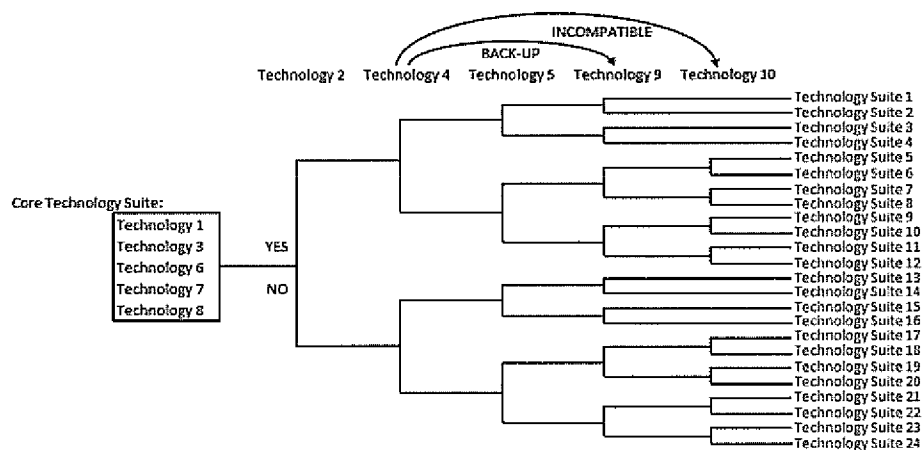 INCOMPATIBLE
BACK-UP
Technology 2 Technology 4 Technology 5 Technology 9 Technology 10
Technology Suite 1
Technology Suite 2
Technology Suite 3
Technology Suite 4
Technology Suite 5
Technology Suite 6
Technology Suite 7
Technology Suite 8
Technology Suite 9
Technology Suite 10
Technology Suite 11
Technology Suite 12
Technology Suite 13
Technology Suite 14
Technology Suite 15
Technology Suite 16
Technology Suite 17
Technology Suite 18
Technology Suite 19
Technology Suite 20
Technology Suite 21
Technology Suite 22
Technology Suite 23
Technology Suite 24
Core Technology Suite:
Technology 1
Technology 3
Technology 6
Technology 7
Technology 8
YES
NO